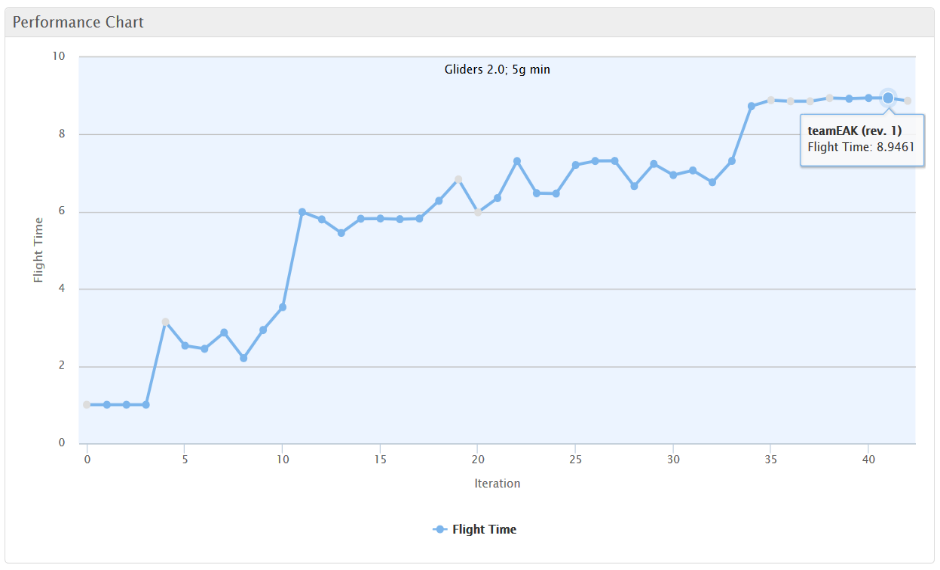 Performance Chart
Gliders 2.0; 5g min
10
8
6
4
2
0
Flight Time
teamEAK (rev. 1)
Flight Time: 8.9461
0 5 10 15 20 25 30 35 40
Iteration
Flight Time